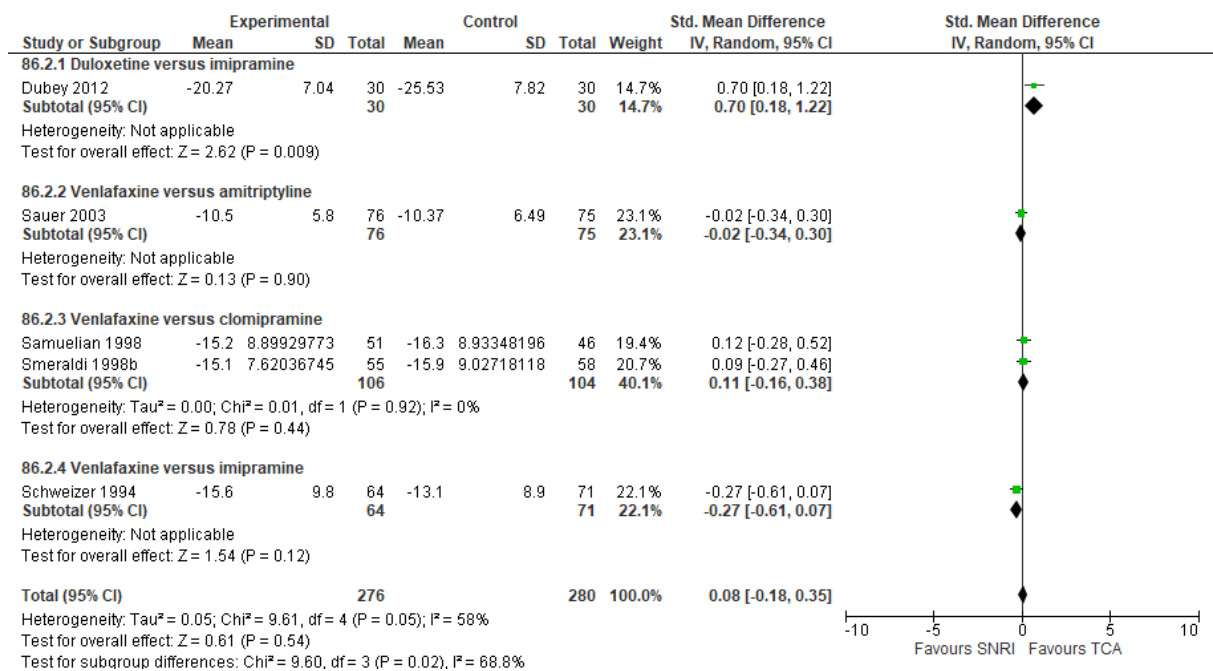 Experimental Control Std. Mean Difference Std. Mean Difference
Study or Subgroup Mean SD Total Mean SD Total Weight IV, Random, 95% CI IV, Random, 95% CI
86.2.1 Duloxetine versus imipramine
Dubey 2012 -20.27 7.04 30 -25.53 7.82 30 14.7% 0.70 [0.18, 1.22]
Subtotal (95% CI) 30 30 14.7% 0.70 [0.18, 1.22]
Heterogeneity: Not applicable
Test for overall effect: Z = 2.62 (P = 0.009)
86.2.2 Venlafaxine versus amitriptyline
Sauer 2003 -10.5 5.8 76 -10.37 6.49 75 23.1% -0.02 [-0.34, 0.30]
Subtotal (95% CI) 76 75 23.1% -0.02 [-0.34, 0.30]
Heterogeneity: Not applicable
Test for overall effect: Z = 0.13 (P = 0.90)
86.2.3 Venlafaxine versus clomipramine
Samuelian 1998 -15.2 8.89929773 51 -16.3 8.93348196 46 19.4% 0.12 [-0.28, 0.52]
Smeraldi 1998b -15.1 7.62036745 55 -15.9 9.02718118 58 20.7% 0.09 [-0.27, 0.46]
Subtotal (95% CI) 106 104 40.1% 0.11 [-0.16, 0.38]
Heterogeneity: Tau² = 0.00; Chi² = 0.01, df = 1 (P = 0.92); I² = 0%
Test for overall effect: Z = 0.78 (P = 0.44)
86.2.4 Venlafaxine versus imipramine
Schweizer 1994 -15.6 9.8 64 -13.1 8.9 71 22.1% -0.27 [-0.61, 0.07]
Subtotal (95% CI) 64 71 22.1% -0.27 [-0.61, 0.07]
Heterogeneity: Not applicable
Test for overall effect: Z = 1.54 (P = 0.12)
Total (95% CI) 276 280 100.0% 0.08 [-0.18, 0.35]
Heterogeneity: Tau² = 0.05; Chi² = 9.61, df = 4 (P = 0.05); I² = 58%
Test for overall effect: Z = 0.61 (P = 0.54)
Test for subgroup differences: Chi² = 9.60, df = 3 (P = 0.02), I² = 68.8%
-10 -5 0 5 10
Favours SNRI Favours TCA